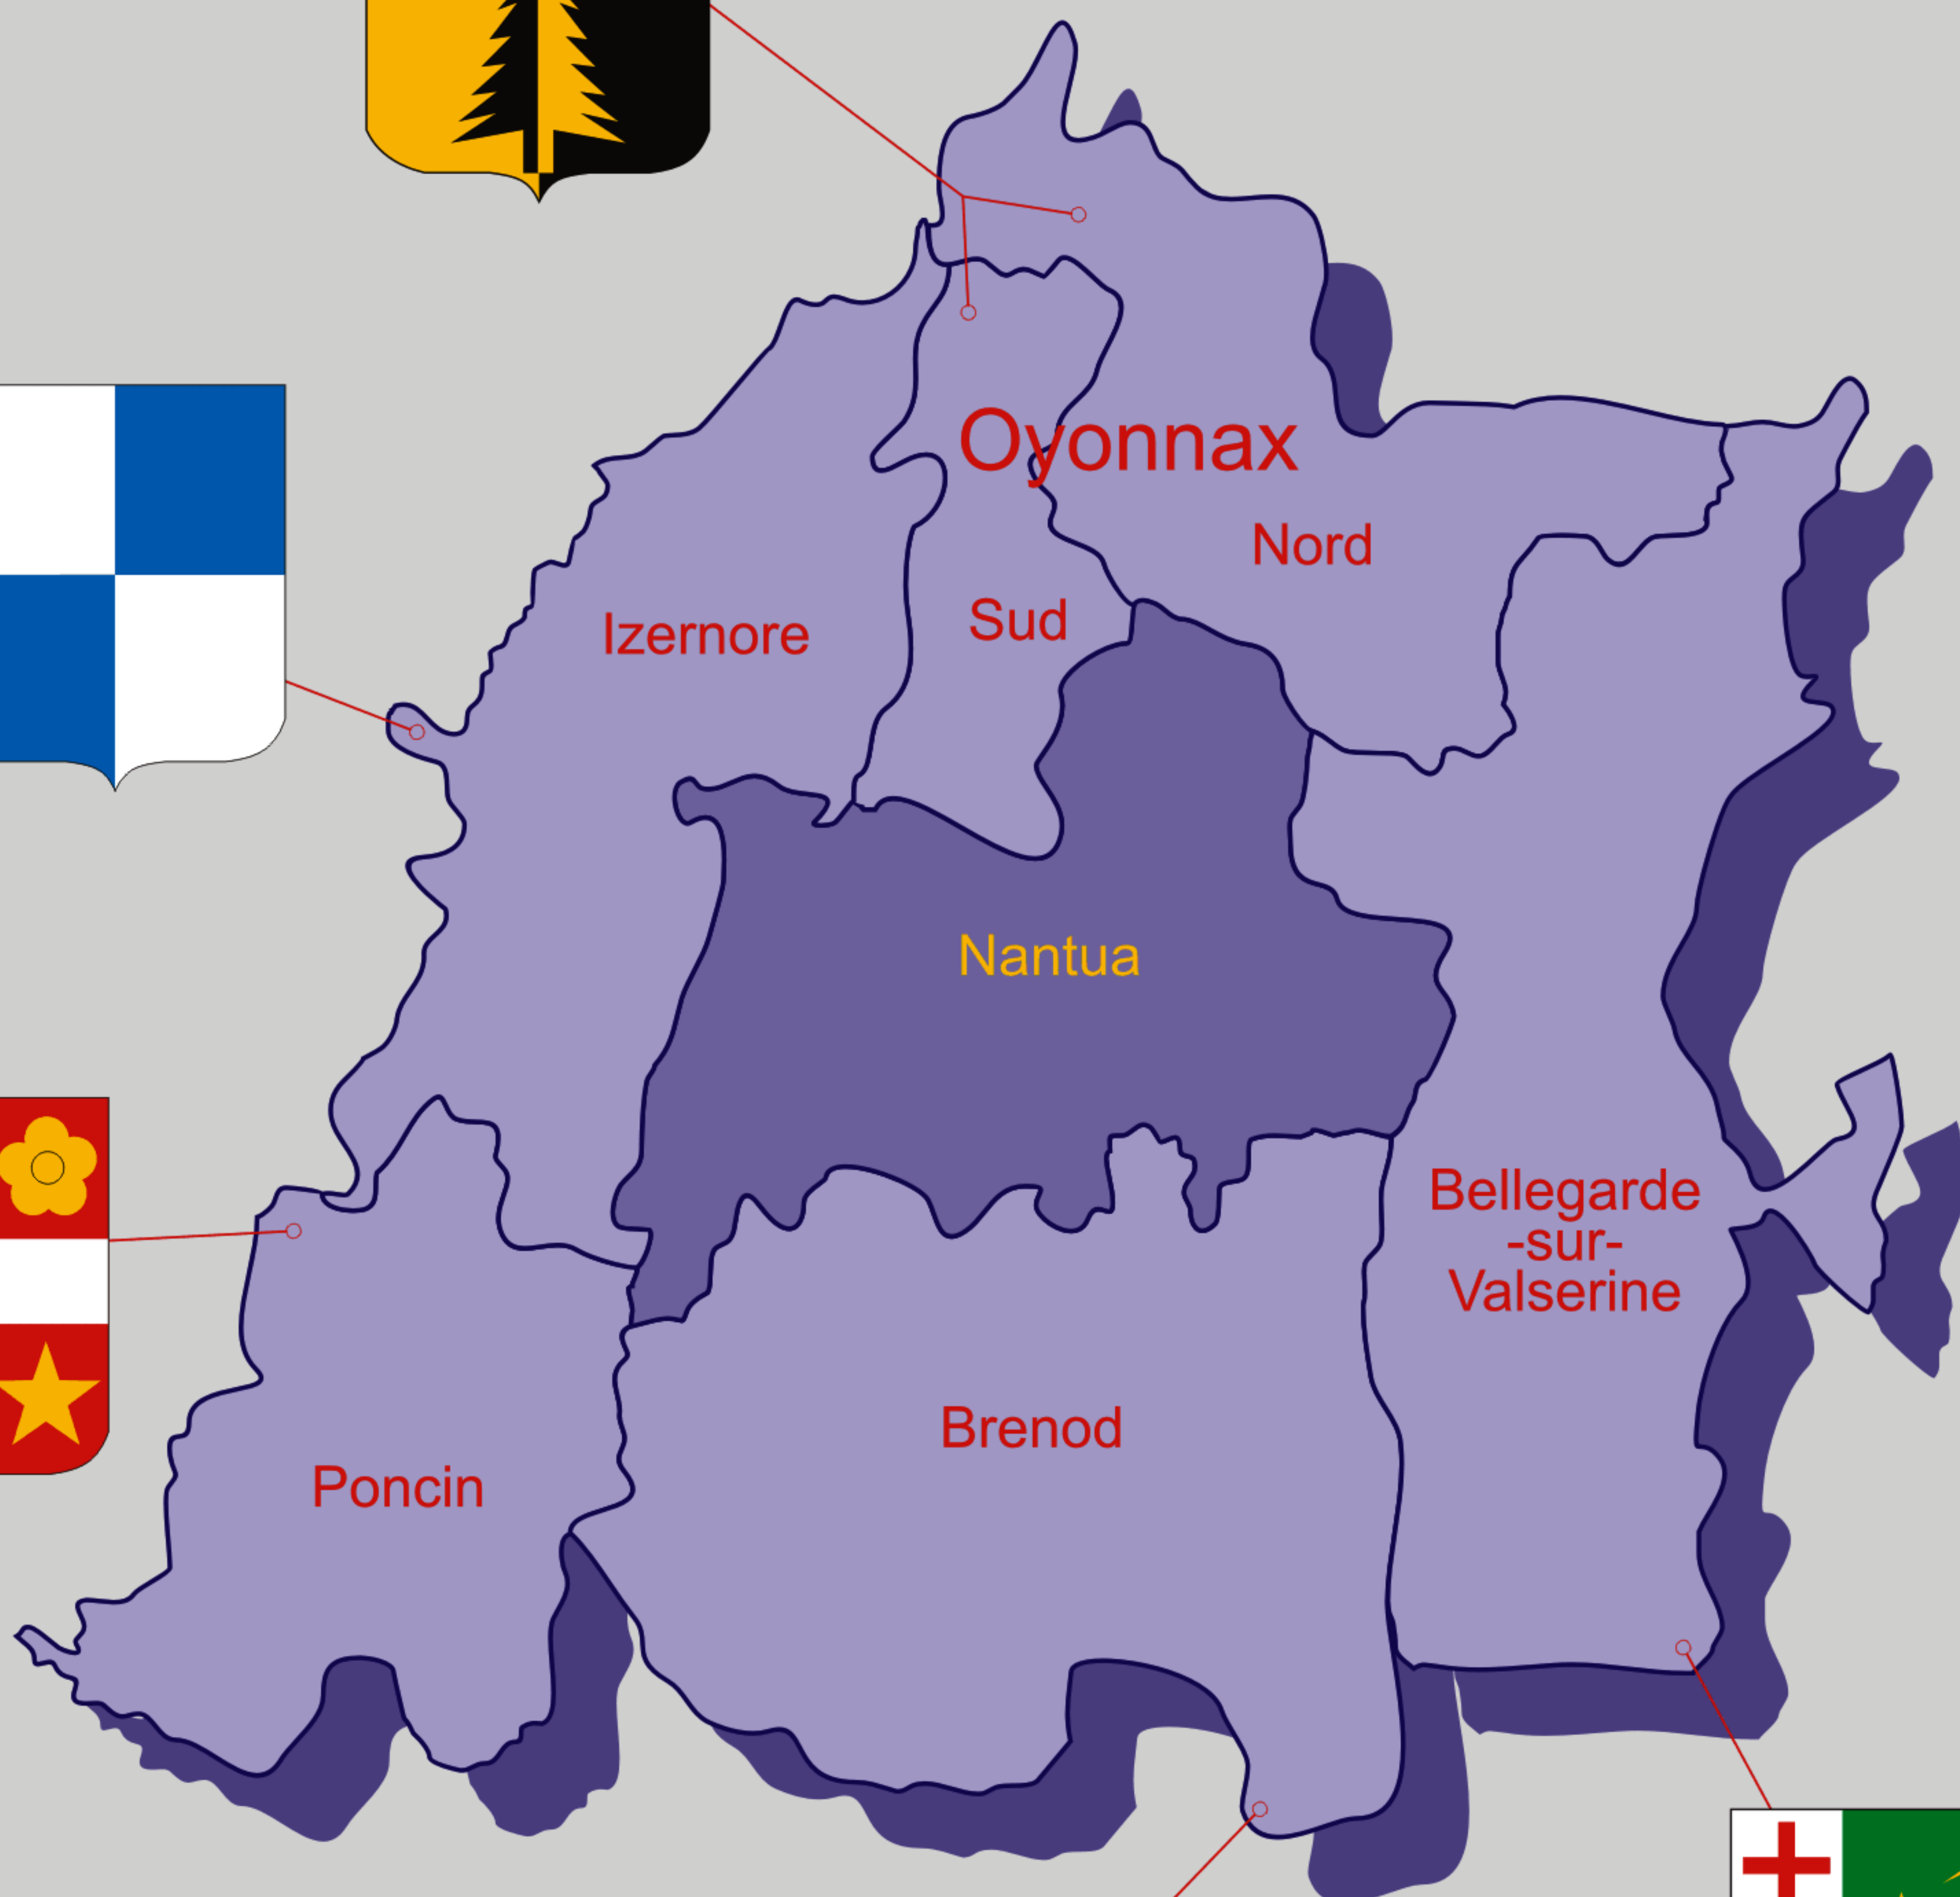 Oyonnax
Nord
Sud
Izernore
Nantua
Bellegarde
-sur-
Valserine
Brenod
Poncin